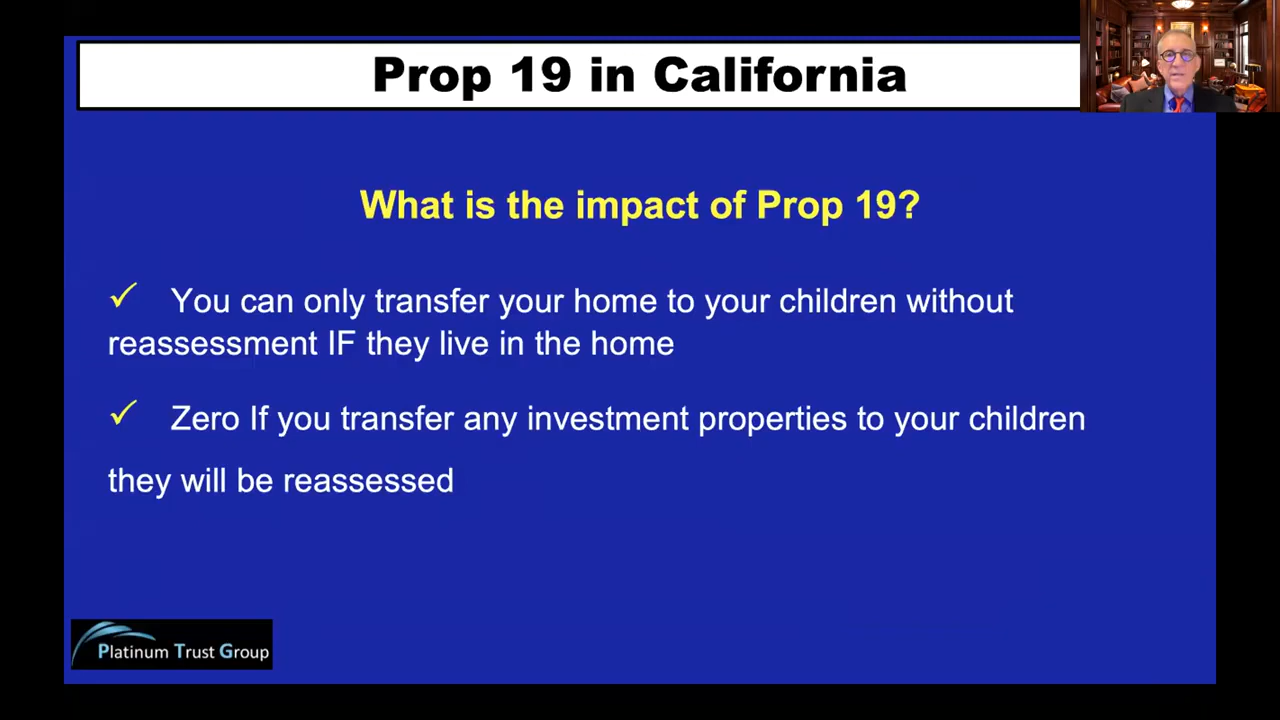 Prop 19 in California
What is the impact of Prop 19?
✓ You can only transfer your home to your children without
reassessment IF they live in the home
✓ Zero If you transfer any investment properties to your children
they will be reassessed
Platinum Trust Group